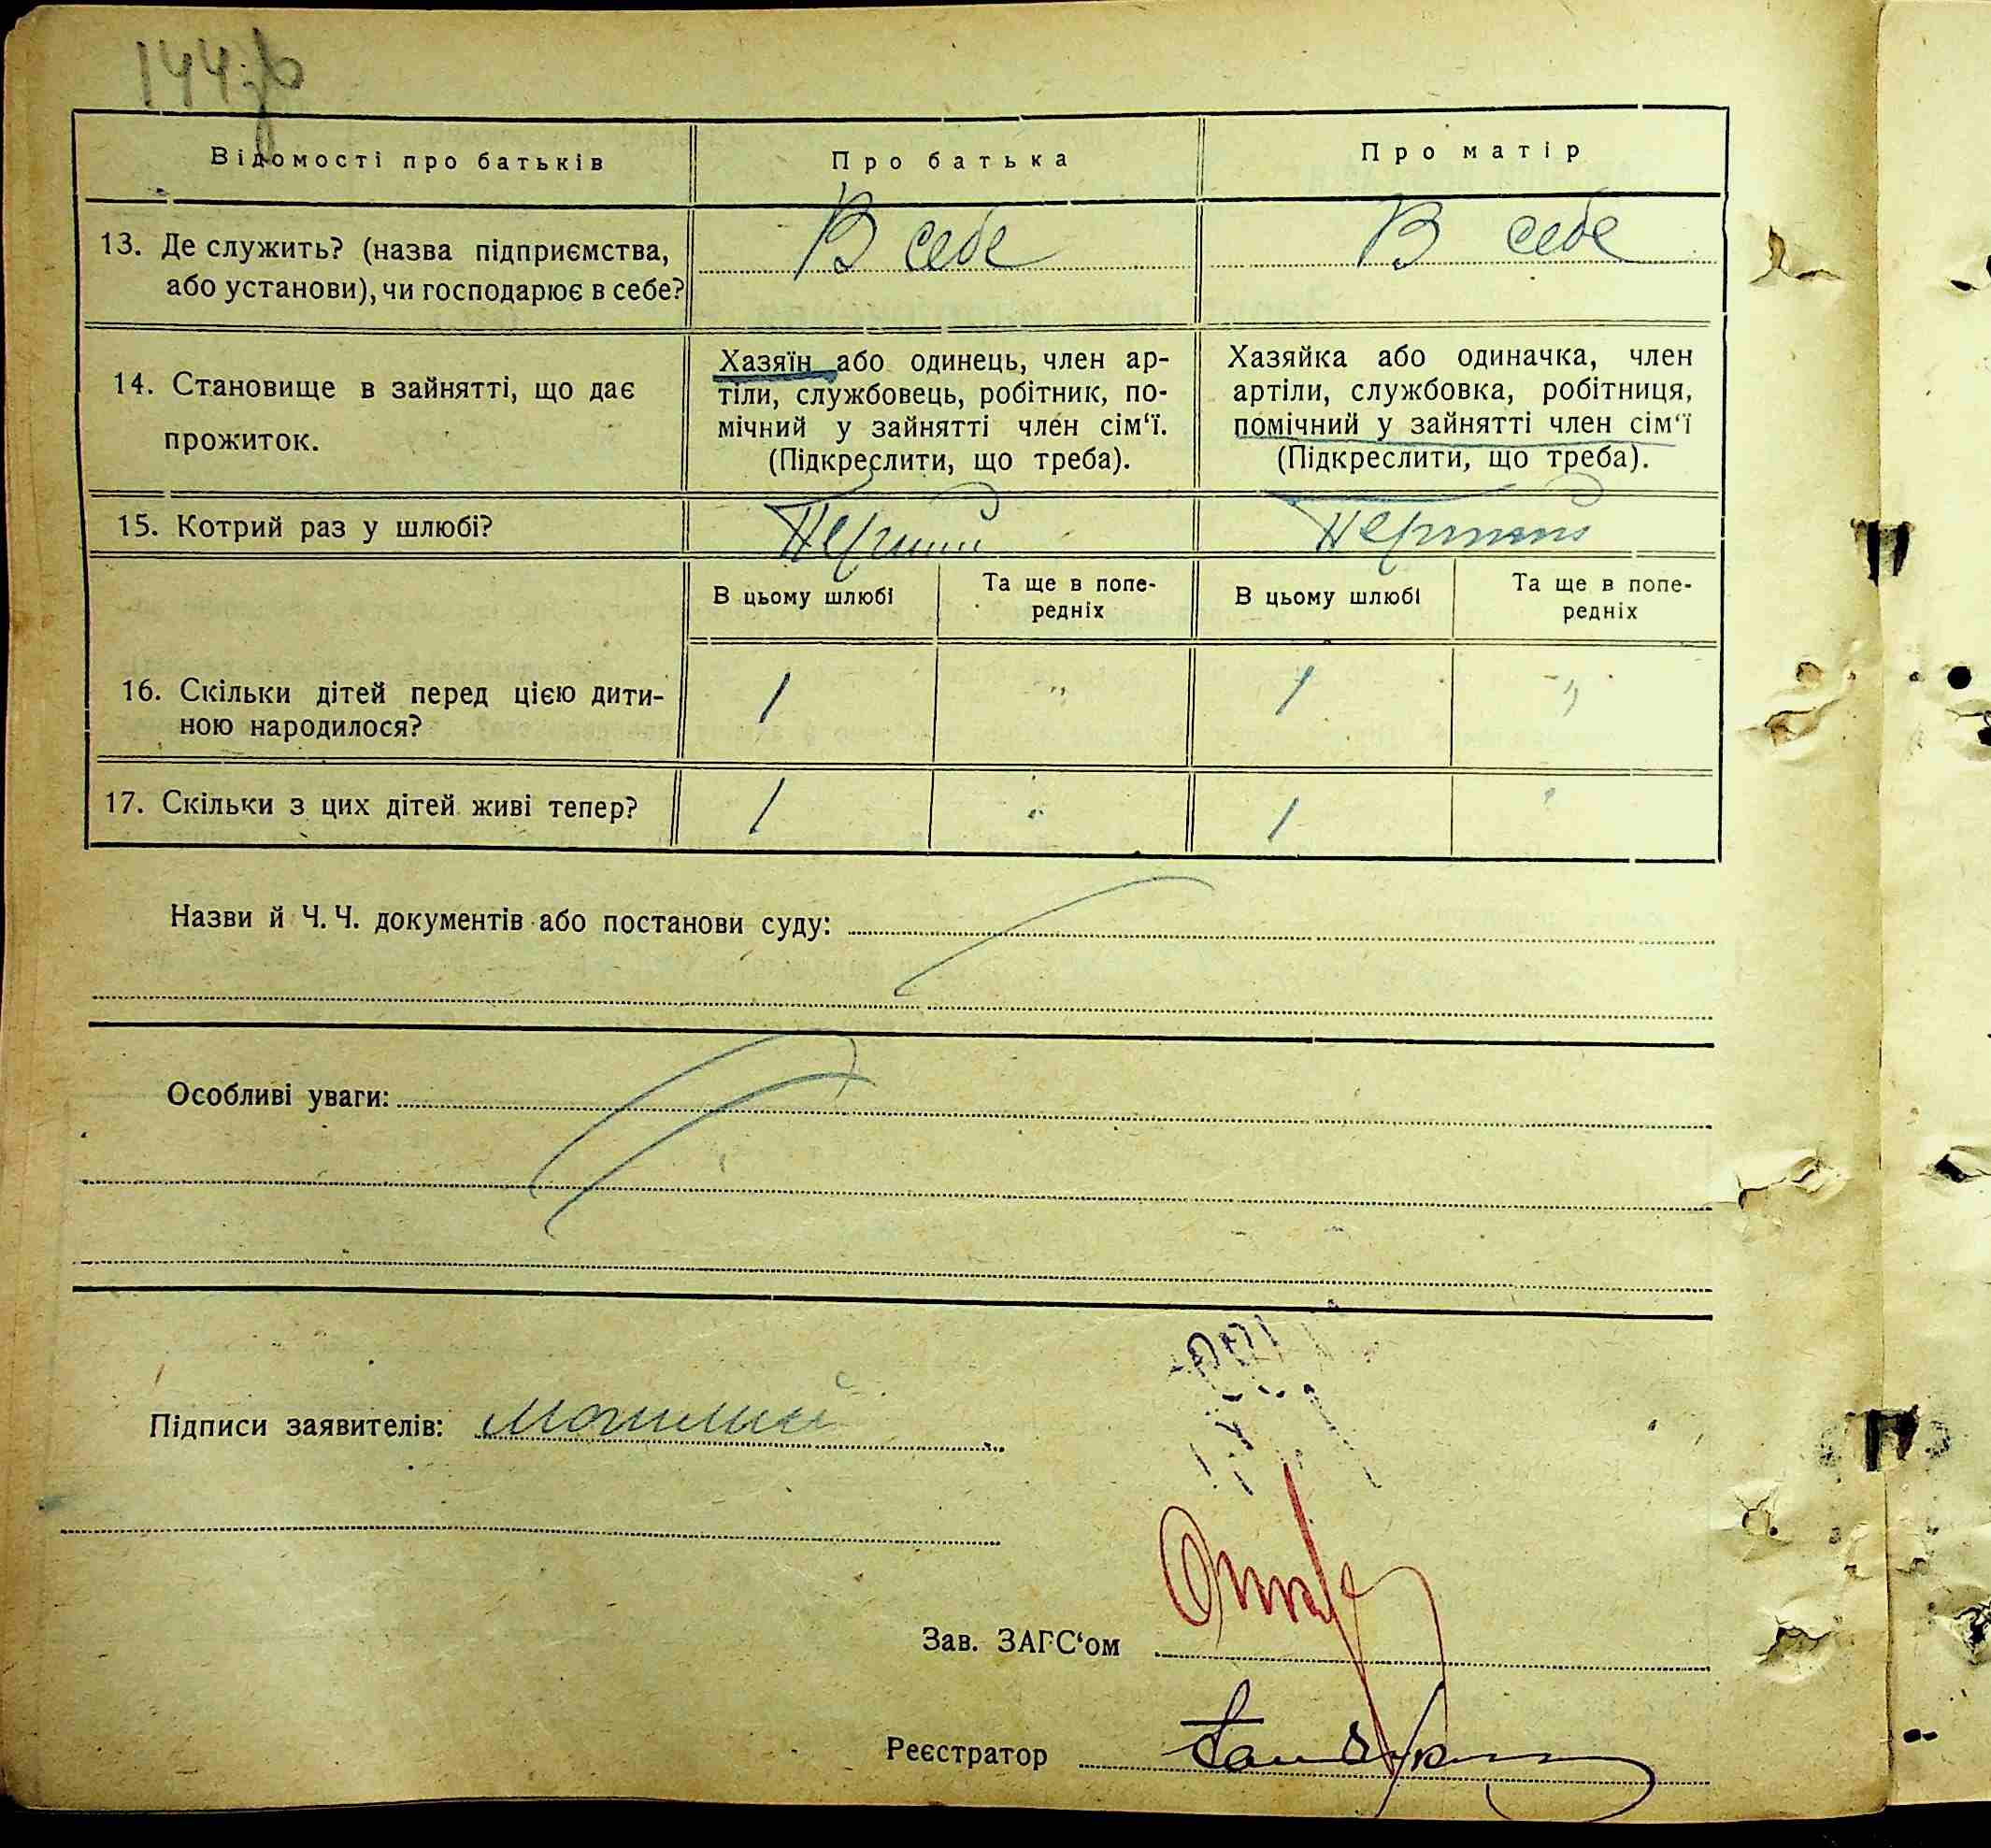 144
Відомості про батьків
Про батька
Про матір
13. Де служить? (назва підприємства,
або установи), чи господарює в себе?
В себе
В себе
14. Становище в зайнятті, що дає
прожиток.
Хазяїн або одинець, член ар-
тіли, службовець, робітник, по-
мічний у зайнятті член сім‘ї.
(Підкреслити, що треба).
Хазяйка або одиначка, член
артіли, службовка, робітниця,
помічний у зайнятті член сім‘ї
(Підкреслити, що треба).
15. Котрий раз у шлюбі?
Перший
Перший
В цьому шлюбі
Та ще в попе-
редніх
В цьому шлюбі
Та ще в попе-
редніх
16. Скільки дітей перед цією дити-
ною народилося?
1
"
1
"
17. Скільки з цих дітей живі тепер?
1
"
1
"
Назви й Ч. Ч. документів або постанови суду:
Особливі уваги:
Підписи заявителів:
Зав. ЗАГС‘ом
Реєстратор